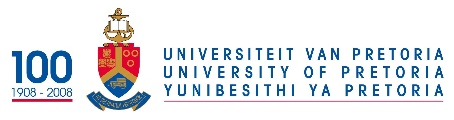 100
1908 - 2008
UNIVERSITEIT VAN PRETORIA
UNIVERSITY OF PRETORIA
YUNIBESITHI YA PRETORIA